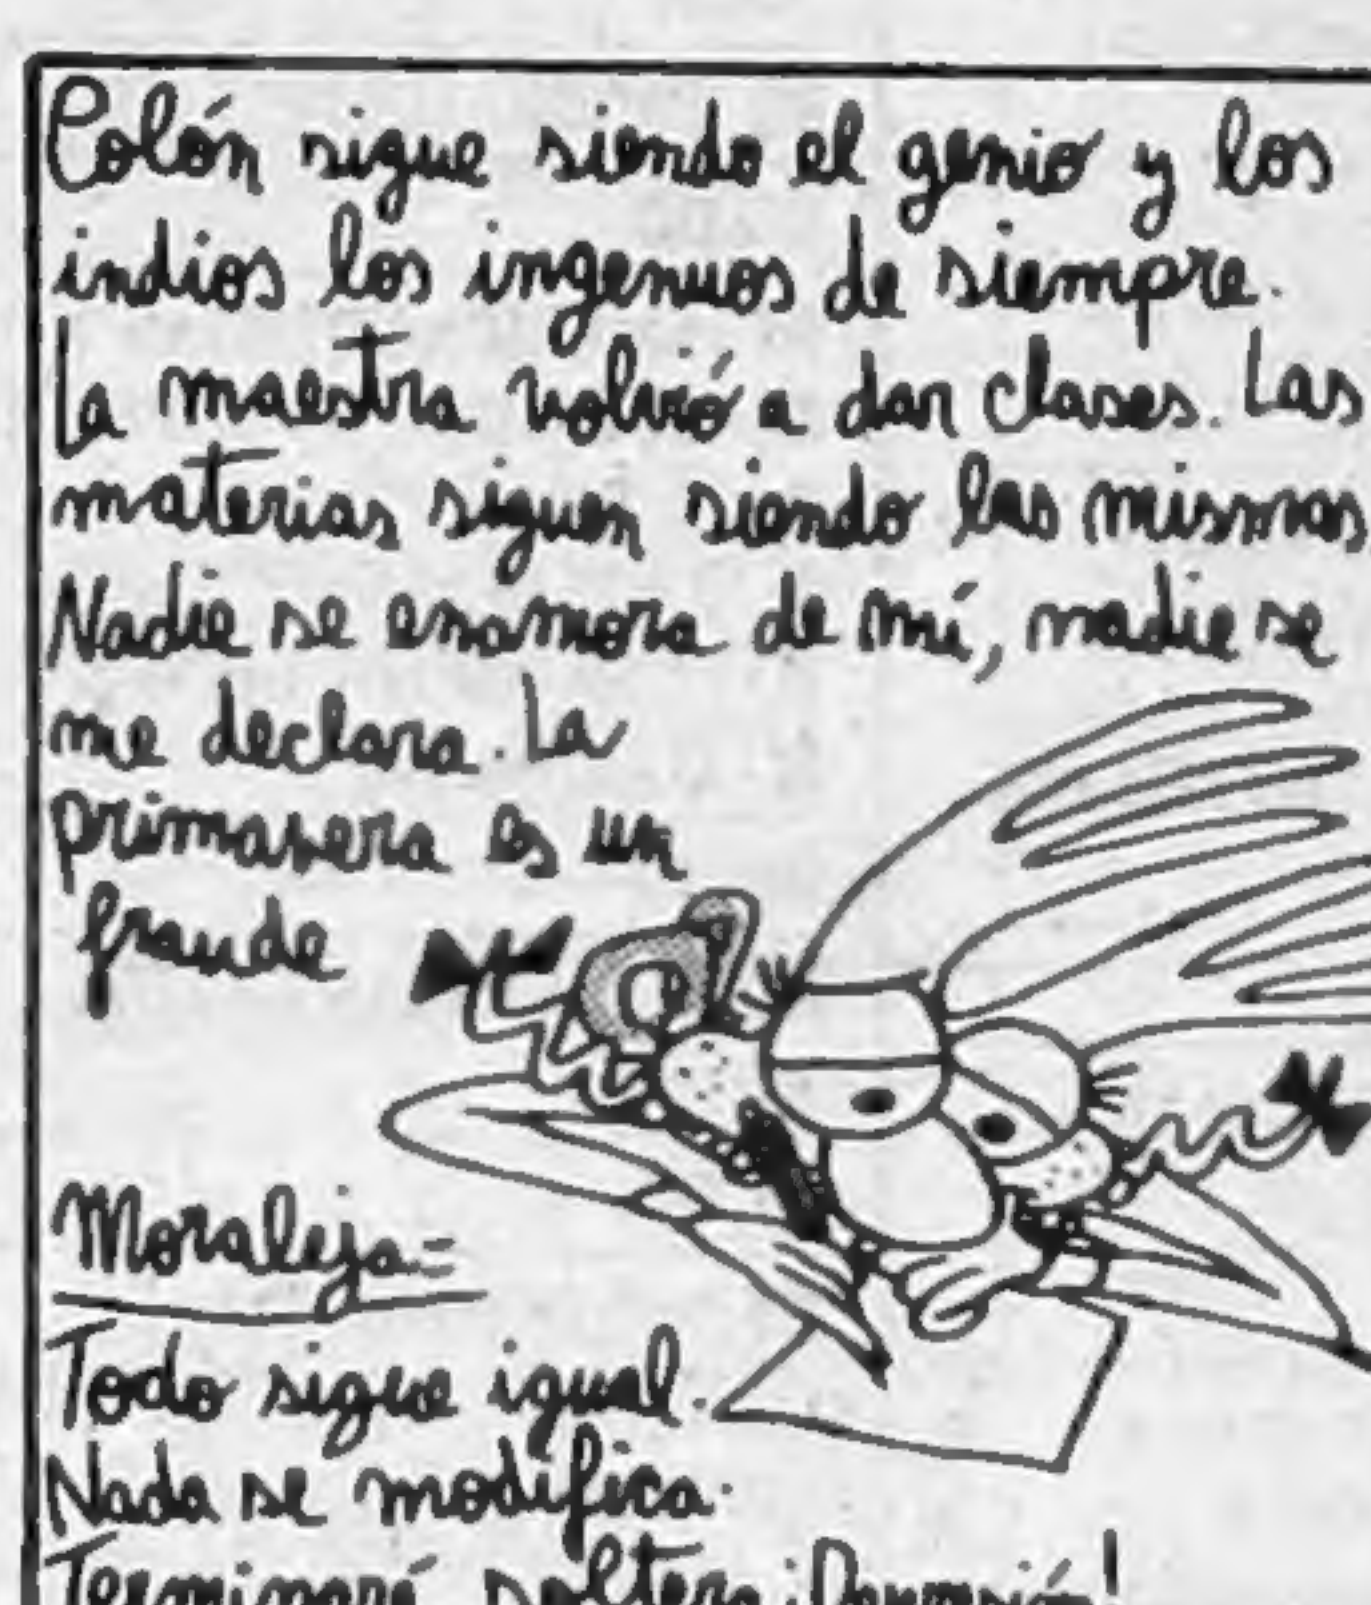 Colón sigue siendo el genio y los
indios los ingenuos de siempre.
La maestra volvió a dar clases. Las
materias siguen siendo las mismas
Nadie se enamora de mí, nadie se
me declara. La
primavera es un
fraude
Moraleja=
Todo sigue igual.
Nada se modifica.
Terminaré soltera ¡Depresión!